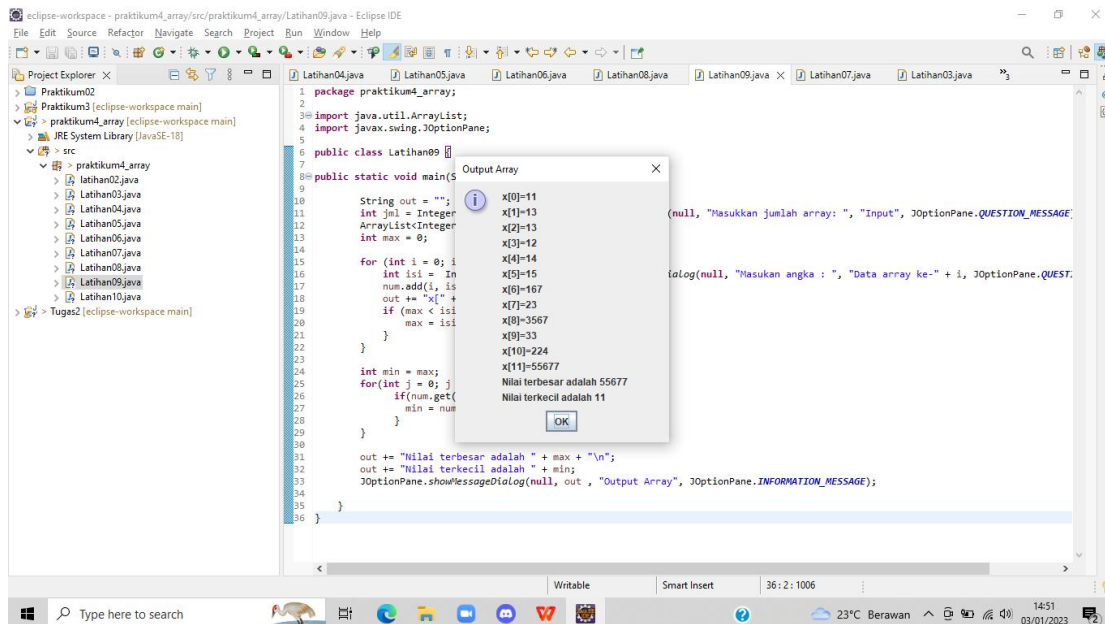 eclipse-workspace - praktikum4_array/src/praktikum4_array/Latihan09.java - Eclipse IDE
File Edit Source Refactor Navigate Search Project Run Window Help
Project Explorer
Praktikum02
Praktikum3 [eclipse-workspace main]
> praktikum4_array [eclipse-workspace main]
JRE System Library [JavaSE-18]
> src
> praktikum4_array
> latihan02.java
> Latihan03.java
> Latihan04.java
> Latihan05.java
> Latihan06.java
> Latihan07.java
> Latihan08.java
> Latihan09.java
> Latihan10.java
> Tugas2 [eclipse-workspace main]
Latihan04.java Latihan05.java Latihan06.java Latihan08.java Latihan09.java Latihan07.java Latihan03.java »3
1 package praktikum4_array;
2
3 import java.util.ArrayList;
4 import javax.swing.JOptionPane;
5
6 public class Latihan09 {
7
8 public static void main(S
9
10 String out = "";
11 int jml = Integer (null, "Masukkan jumlah array: ", "Input", JOptionPane.QUESTION_MESSAGE
12 ArrayList<Integer
13 int max = 0;
14
15 for (int i = 0; i
16 int isi = In ialog(null, "Masukan angka : ", "Data array ke-" + i, JOptionPane.QUEST
17 num.add(i, is
18 out += "x[" +
19 if (max < isi
20 max = isi
21 }
22 }
23
24 int min = max;
25 for(int j = 0; j
26 if(num.get(
27 min = num
28 }
29 }
30
31 out += "Nilai terbesar adalah " + max + "\n";
32 out += "Nilai terkecil adalah " + min;
33 JOptionPane.showMessageDialog(null, out , "Output Array", JOptionPane.INFORMATION_MESSAGE);
34
35 }
36 }
Output Array
x[0]=11
x[1]=13
x[2]=13
x[3]=12
x[4]=14
x[5]=15
x[6]=167
x[7]=23
x[8]=3567
x[9]=33
x[10]=224
x[11]=55677
Nilai terbesar adalah 55677
Nilai terkecil adalah 11
OK
Writable Smart Insert 36 : 2 : 1006
Type here to search
23°C Berawan
14:51
03/01/2023